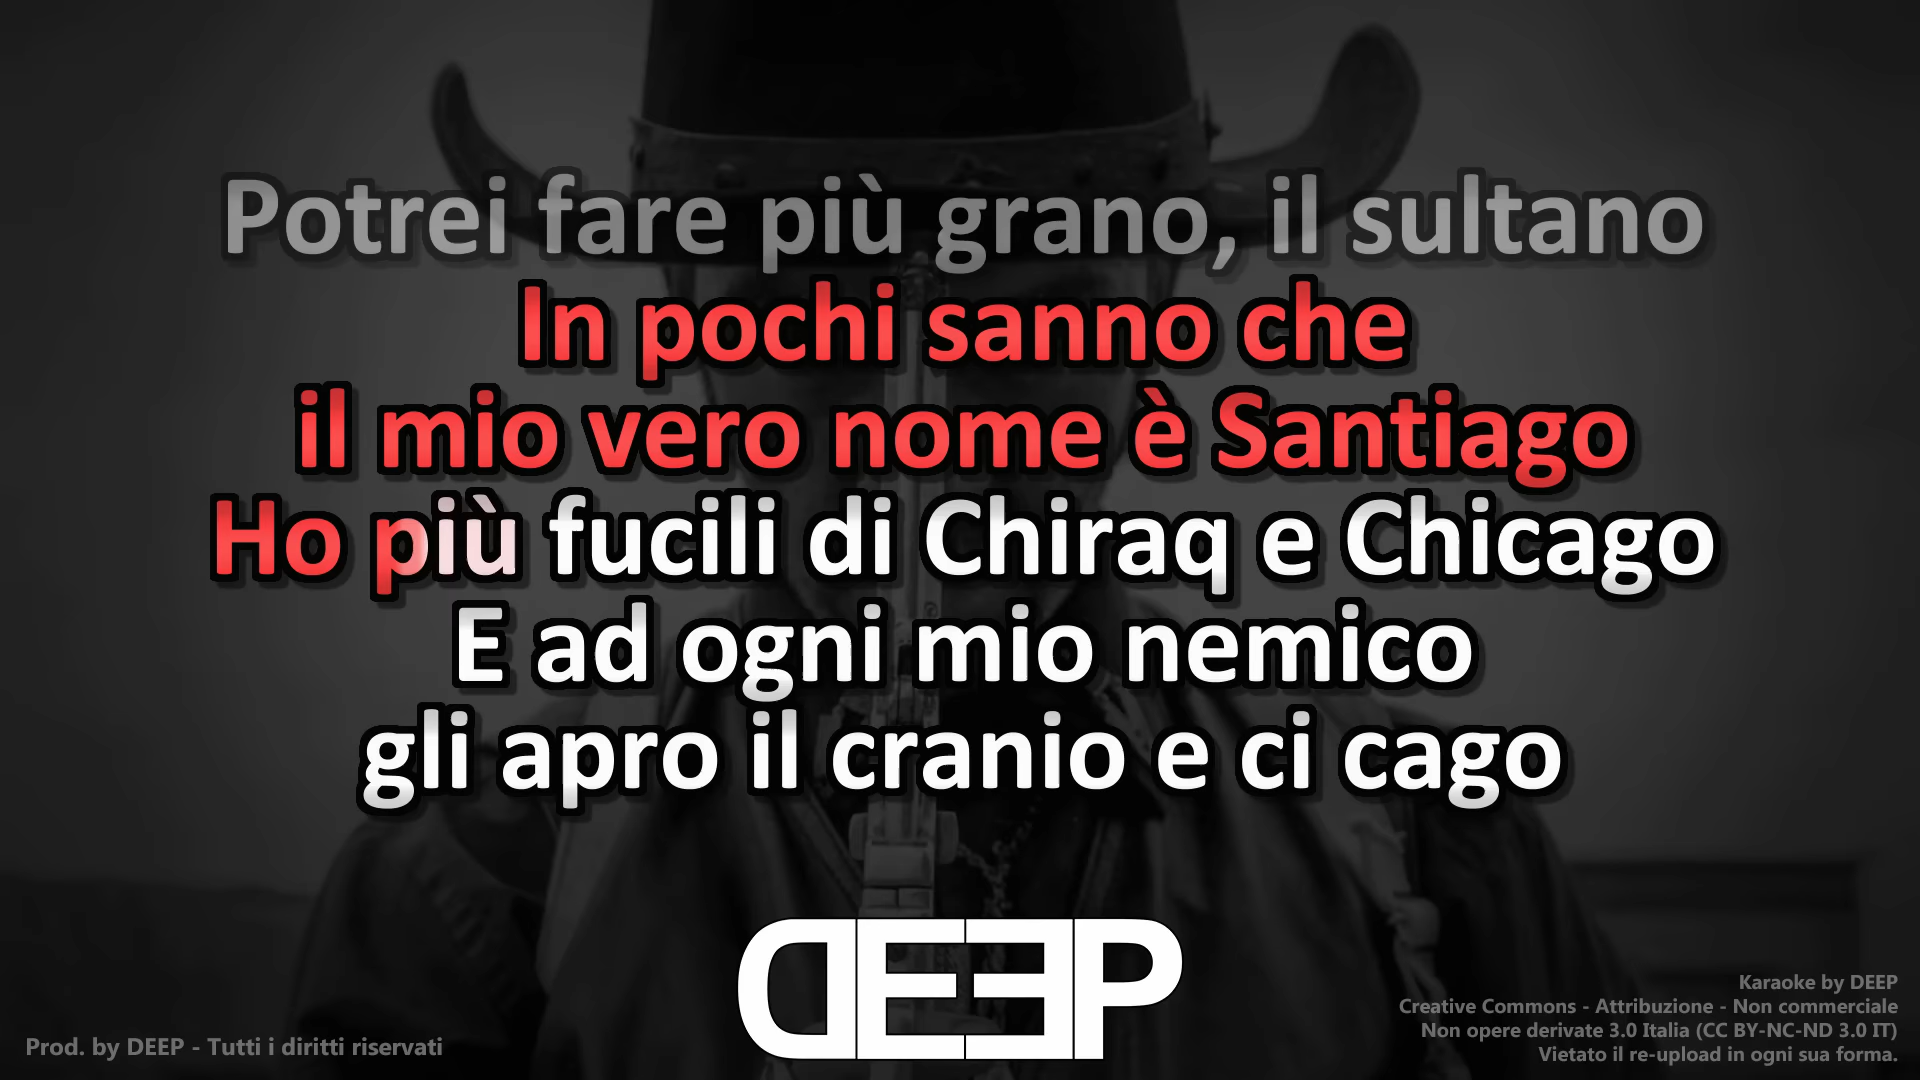 Potrei fare più grano, il sultano
In pochi sanno che
il mio vero nome è Santiago
Ho più fucili di Chiraq e Chicago
E ad ogni mio nemico
gli apro il cranio e ci cago
DEEP
Prod. by DEEP - Tutti i diritti riservati
Karaoke by DEEP
Creative Commons - Attribuzione - Non commerciale
Non opere derivate 3.0 Italia (CC BY-NC-ND 3.0 IT)
Vietato il re-upload in ogni sua forma.